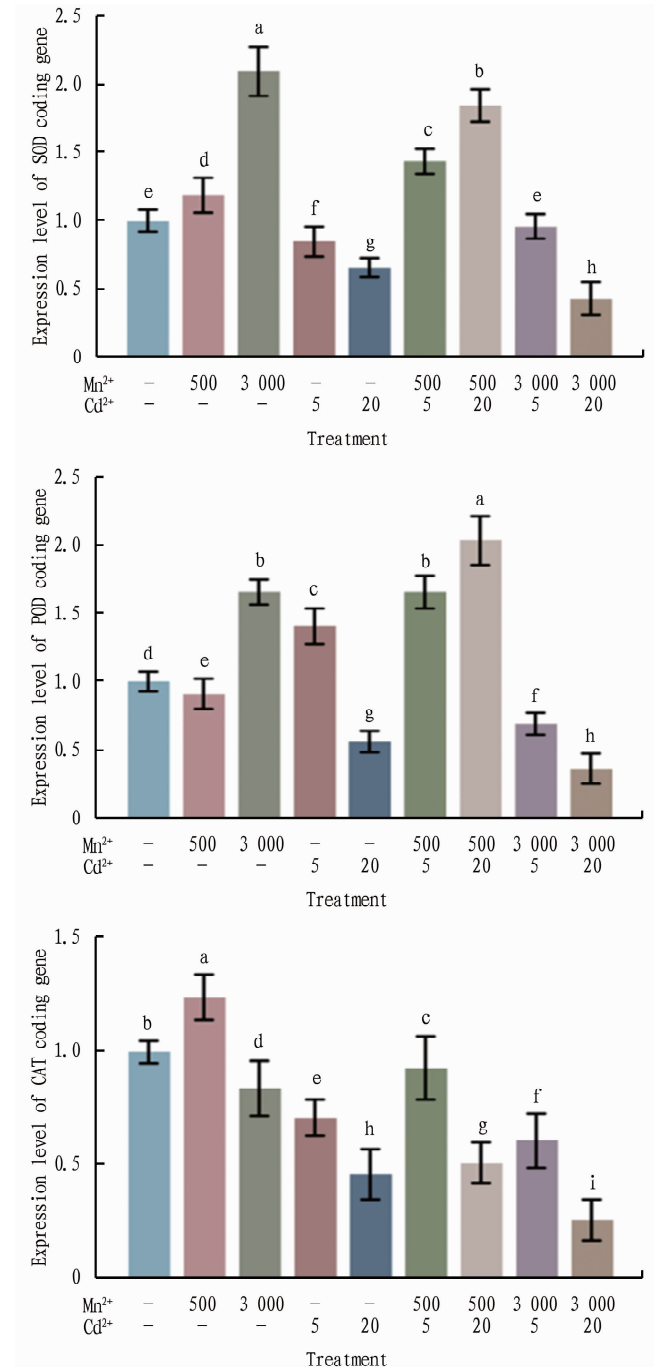 Expression level of SOD coding gene
2.5
2.0
1.5
1.0
0.5
0
e d a f g c b e h
Mn²⁺ – 500 3 000 – – 500 500 3 000 3 000
Cd²⁺ – – – 5 20 5 20 5 20
Treatment
Expression level of POD coding gene
2.5
2.0
1.5
1.0
0.5
0
d e b c g b a f h
Mn²⁺ – 500 3 000 – – 500 500 3 000 3 000
Cd²⁺ – – – 5 20 5 20 5 20
Treatment
Expression level of CAT coding gene
1.5
1.0
0.5
0
b a d e h c g f i
Mn²⁺ – 500 3 000 – – 500 500 3 000 3 000
Cd²⁺ – – – 5 20 5 20 5 20
Treatment